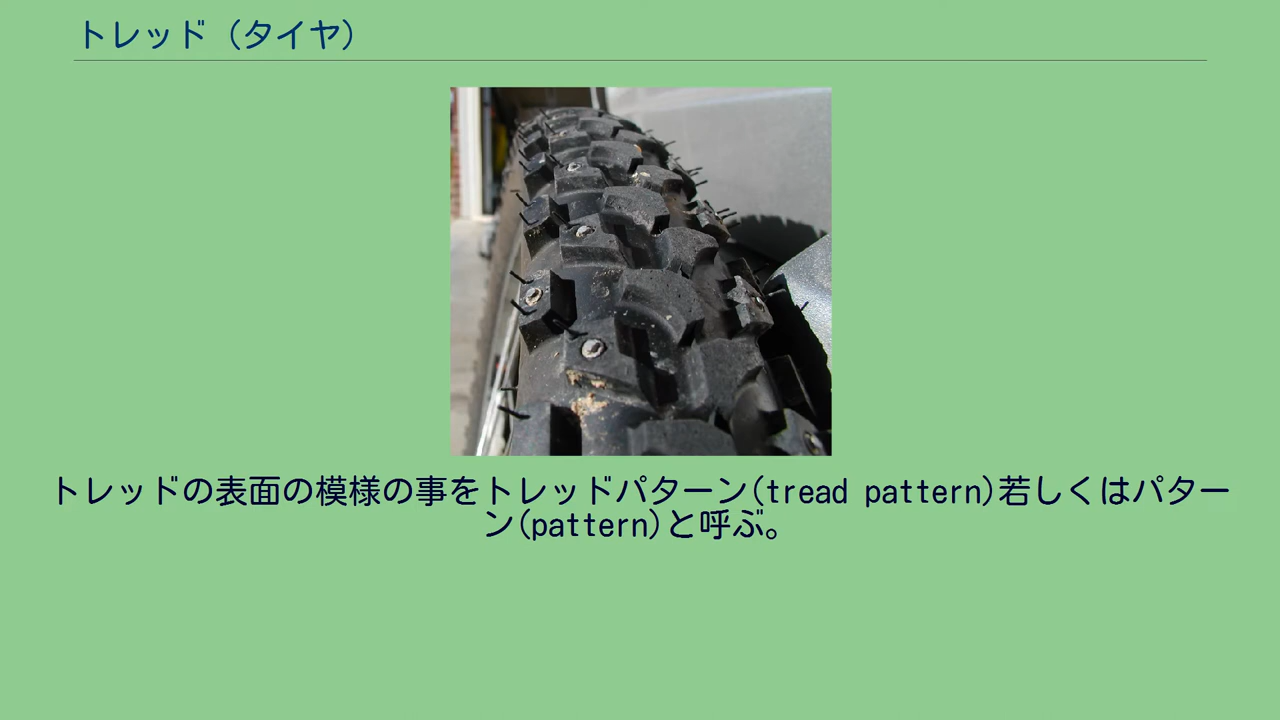 トレッド（タイヤ）
トレッドの表面の模様の事をトレッドパターン(tread pattern)若しくはパター
ン(pattern)と呼ぶ。